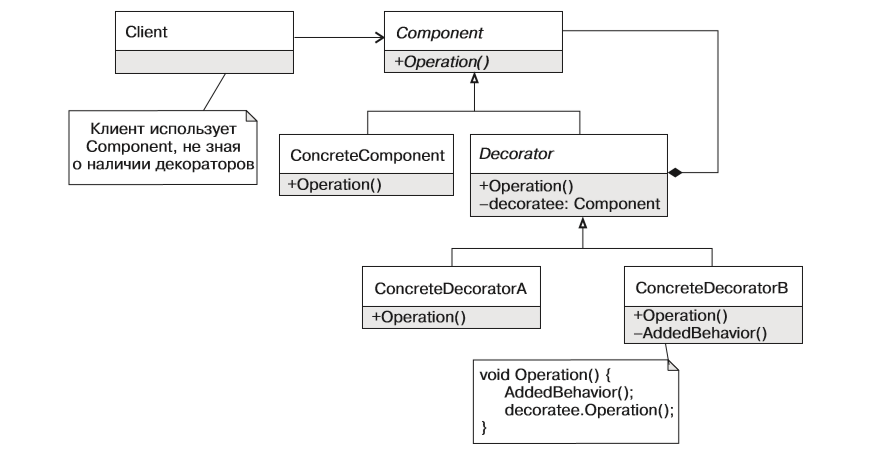 Client
Component
+Operation()
Клиент использует
Component, не зная
о наличии декораторов
ConcreteComponent
+Operation()
Decorator
+Operation()
–decoratee: Component
ConcreteDecoratorA
+Operation()
ConcreteDecoratorB
+Operation()
–AddedBehavior()
void Operation() {
AddedBehavior();
decoratee.Operation();
}